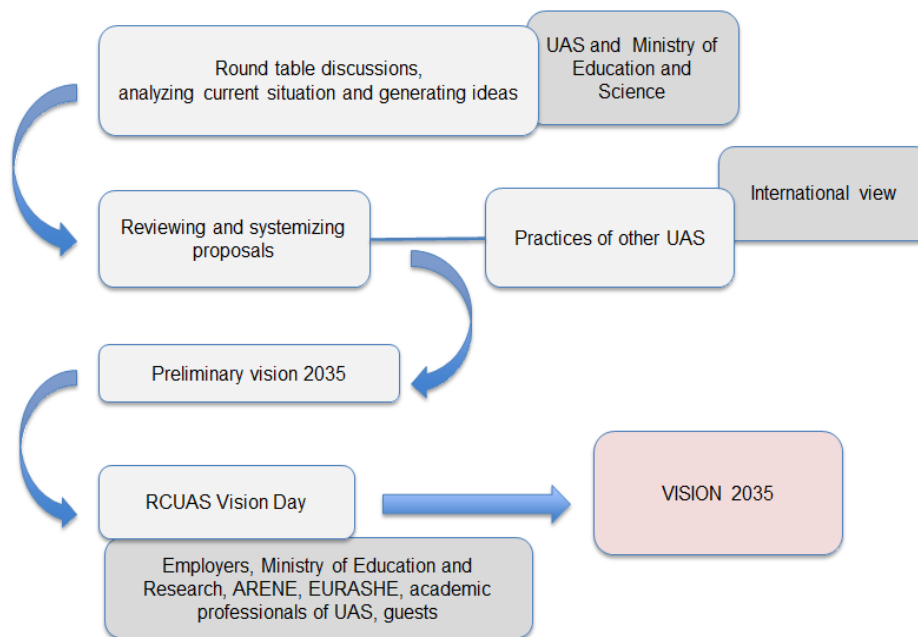 Round table discussions,
analyzing current situation and generating ideas
UAS and Ministry of
Education and
Science
International view
Reviewing and systemizing
proposals
Practices of other UAS
Preliminary vision 2035
RCUAS Vision Day
VISION 2035
Employers, Ministry of Education and
Research, ARENE, EURASHE, academic
professionals of UAS, guests